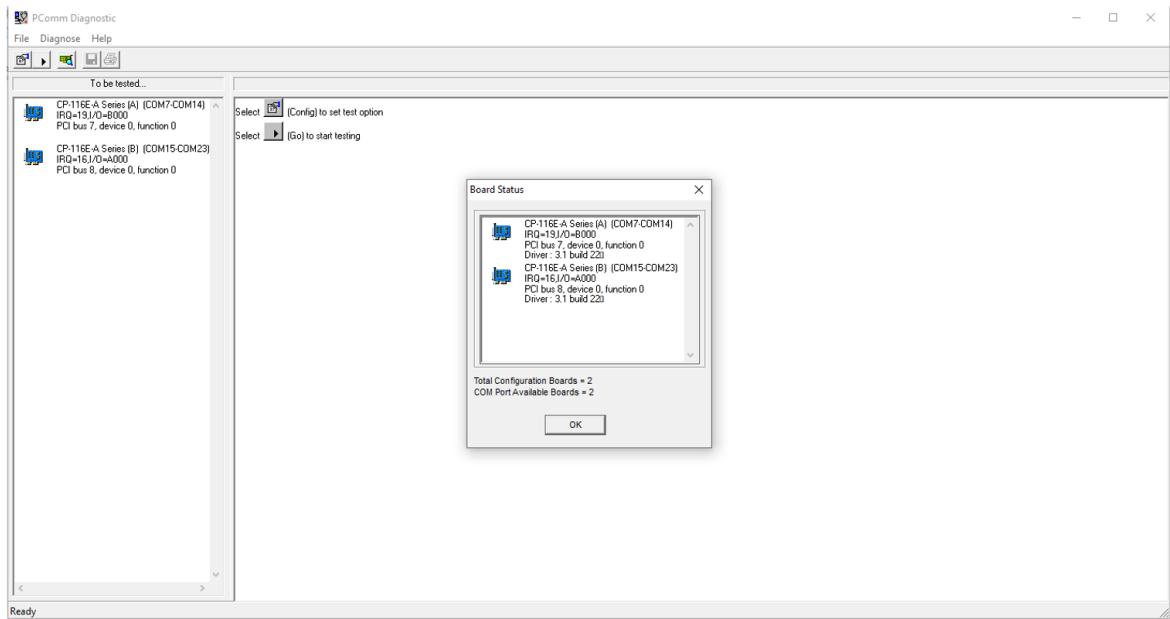 PComm Diagnostic
File Diagnose Help
To be tested...
CP-116E-A Series (A) (COM7-COM14)
IRQ=19,I/O=B000
PCI bus 7, device 0, function 0
CP-116E-A Series (B) (COM15-COM23)
IRQ=16,I/O=A000
PCI bus 8, device 0, function 0
Select (Config) to set test option
Select (Go) to start testing
Board Status
CP-116E-A Series (A) (COM7-COM14)
IRQ=19,I/O=B000
PCI bus 7, device 0, function 0
Driver : 3.1 build 22▯
CP-116E-A Series (B) (COM15-COM23)
IRQ=16,I/O=A000
PCI bus 8, device 0, function 0
Driver : 3.1 build 22▯
Total Configuration Boards = 2
COM Port Available Boards = 2
OK
Ready